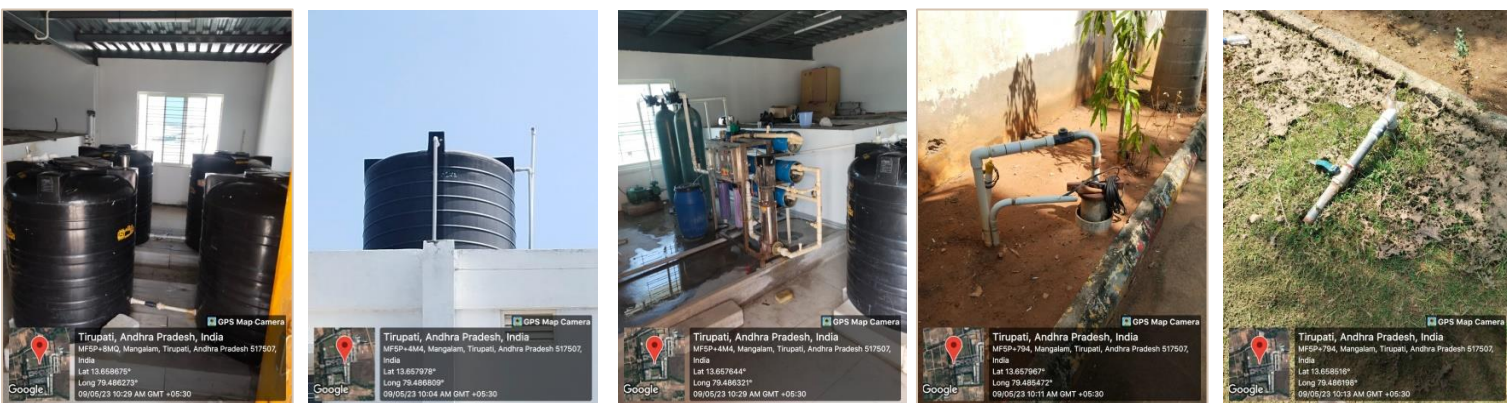 GPS Map Camera
Tirupati, Andhra Pradesh, India
MF5P+8MQ, Mangalam, Tirupati, Andhra Pradesh 517507,
India
Lat 13.658675°
Long 79.486273°
09/05/23 10:29 AM GMT +05:30
Google
GPS Map Camera
Tirupati, Andhra Pradesh, India
MF5P+4M4, Mangalam, Tirupati, Andhra Pradesh 517507,
India
Lat 13.657978°
Long 79.486809°
09/05/23 10:04 AM GMT +05:30
Google
GPS Map Camera
Tirupati, Andhra Pradesh, India
MF5P+4M4, Mangalam, Tirupati, Andhra Pradesh 517507,
India
Lat 13.657644°
Long 79.486321°
09/05/23 10:29 AM GMT +05:30
Google
GPS Map Camera
Tirupati, Andhra Pradesh, India
MF5P+794, Mangalam, Tirupati, Andhra Pradesh 517507,
India
Lat 13.657967°
Long 79.485472°
09/05/23 10:11 AM GMT +05:30
Google
GPS Map Camera
Tirupati, Andhra Pradesh, India
MF5P+794, Mangalam, Tirupati, Andhra Pradesh 517507,
India
Lat 13.658516°
Long 79.486198°
09/05/23 10:13 AM GMT +05:30
Google